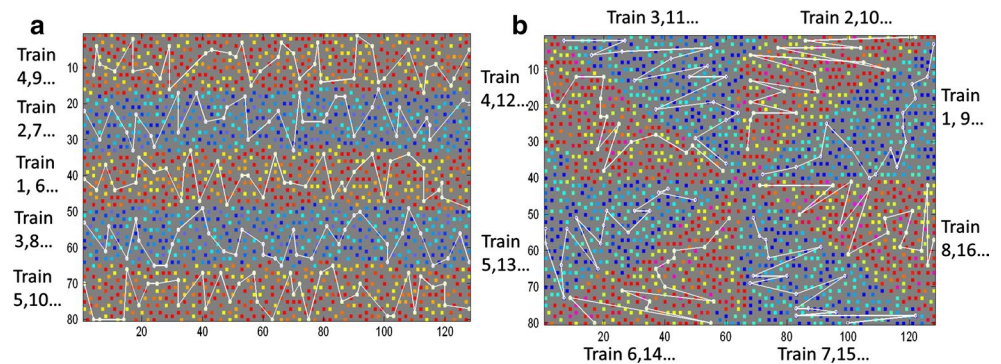 a
Train
4,9...
Train
2,7...
Train
1, 6...
Train
3,8...
Train
5,10...
10
20
30
40
50
60
70
80
20
40
60
80
100
120
b
Train 3,11...
Train 2,10...
Train
4,12...
Train
1, 9...
Train
5,13...
Train
8,16...
10
20
30
40
50
60
70
80
20
40
60
80
100
120
Train 6,14...
Train 7,15...